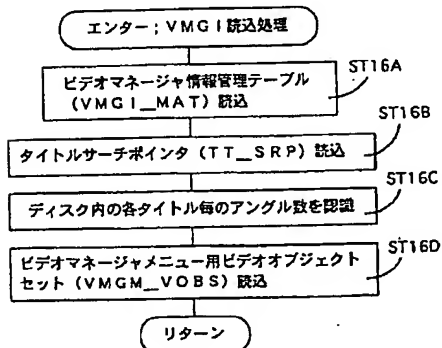 エンター；VMGI読込処理
ST16A
ビデオマネージャ情報管理テーブル
（VMGI__MAT）読込
ST16B
タイトルサーチポインタ（TT__SRP）読込
ST16C
ディスク内の各タイトル毎のアングル数を認識
ST16D
ビデオマネージャメニュー用ビデオオブジェクト
セット（VMGM__VOBS）読込
リターン